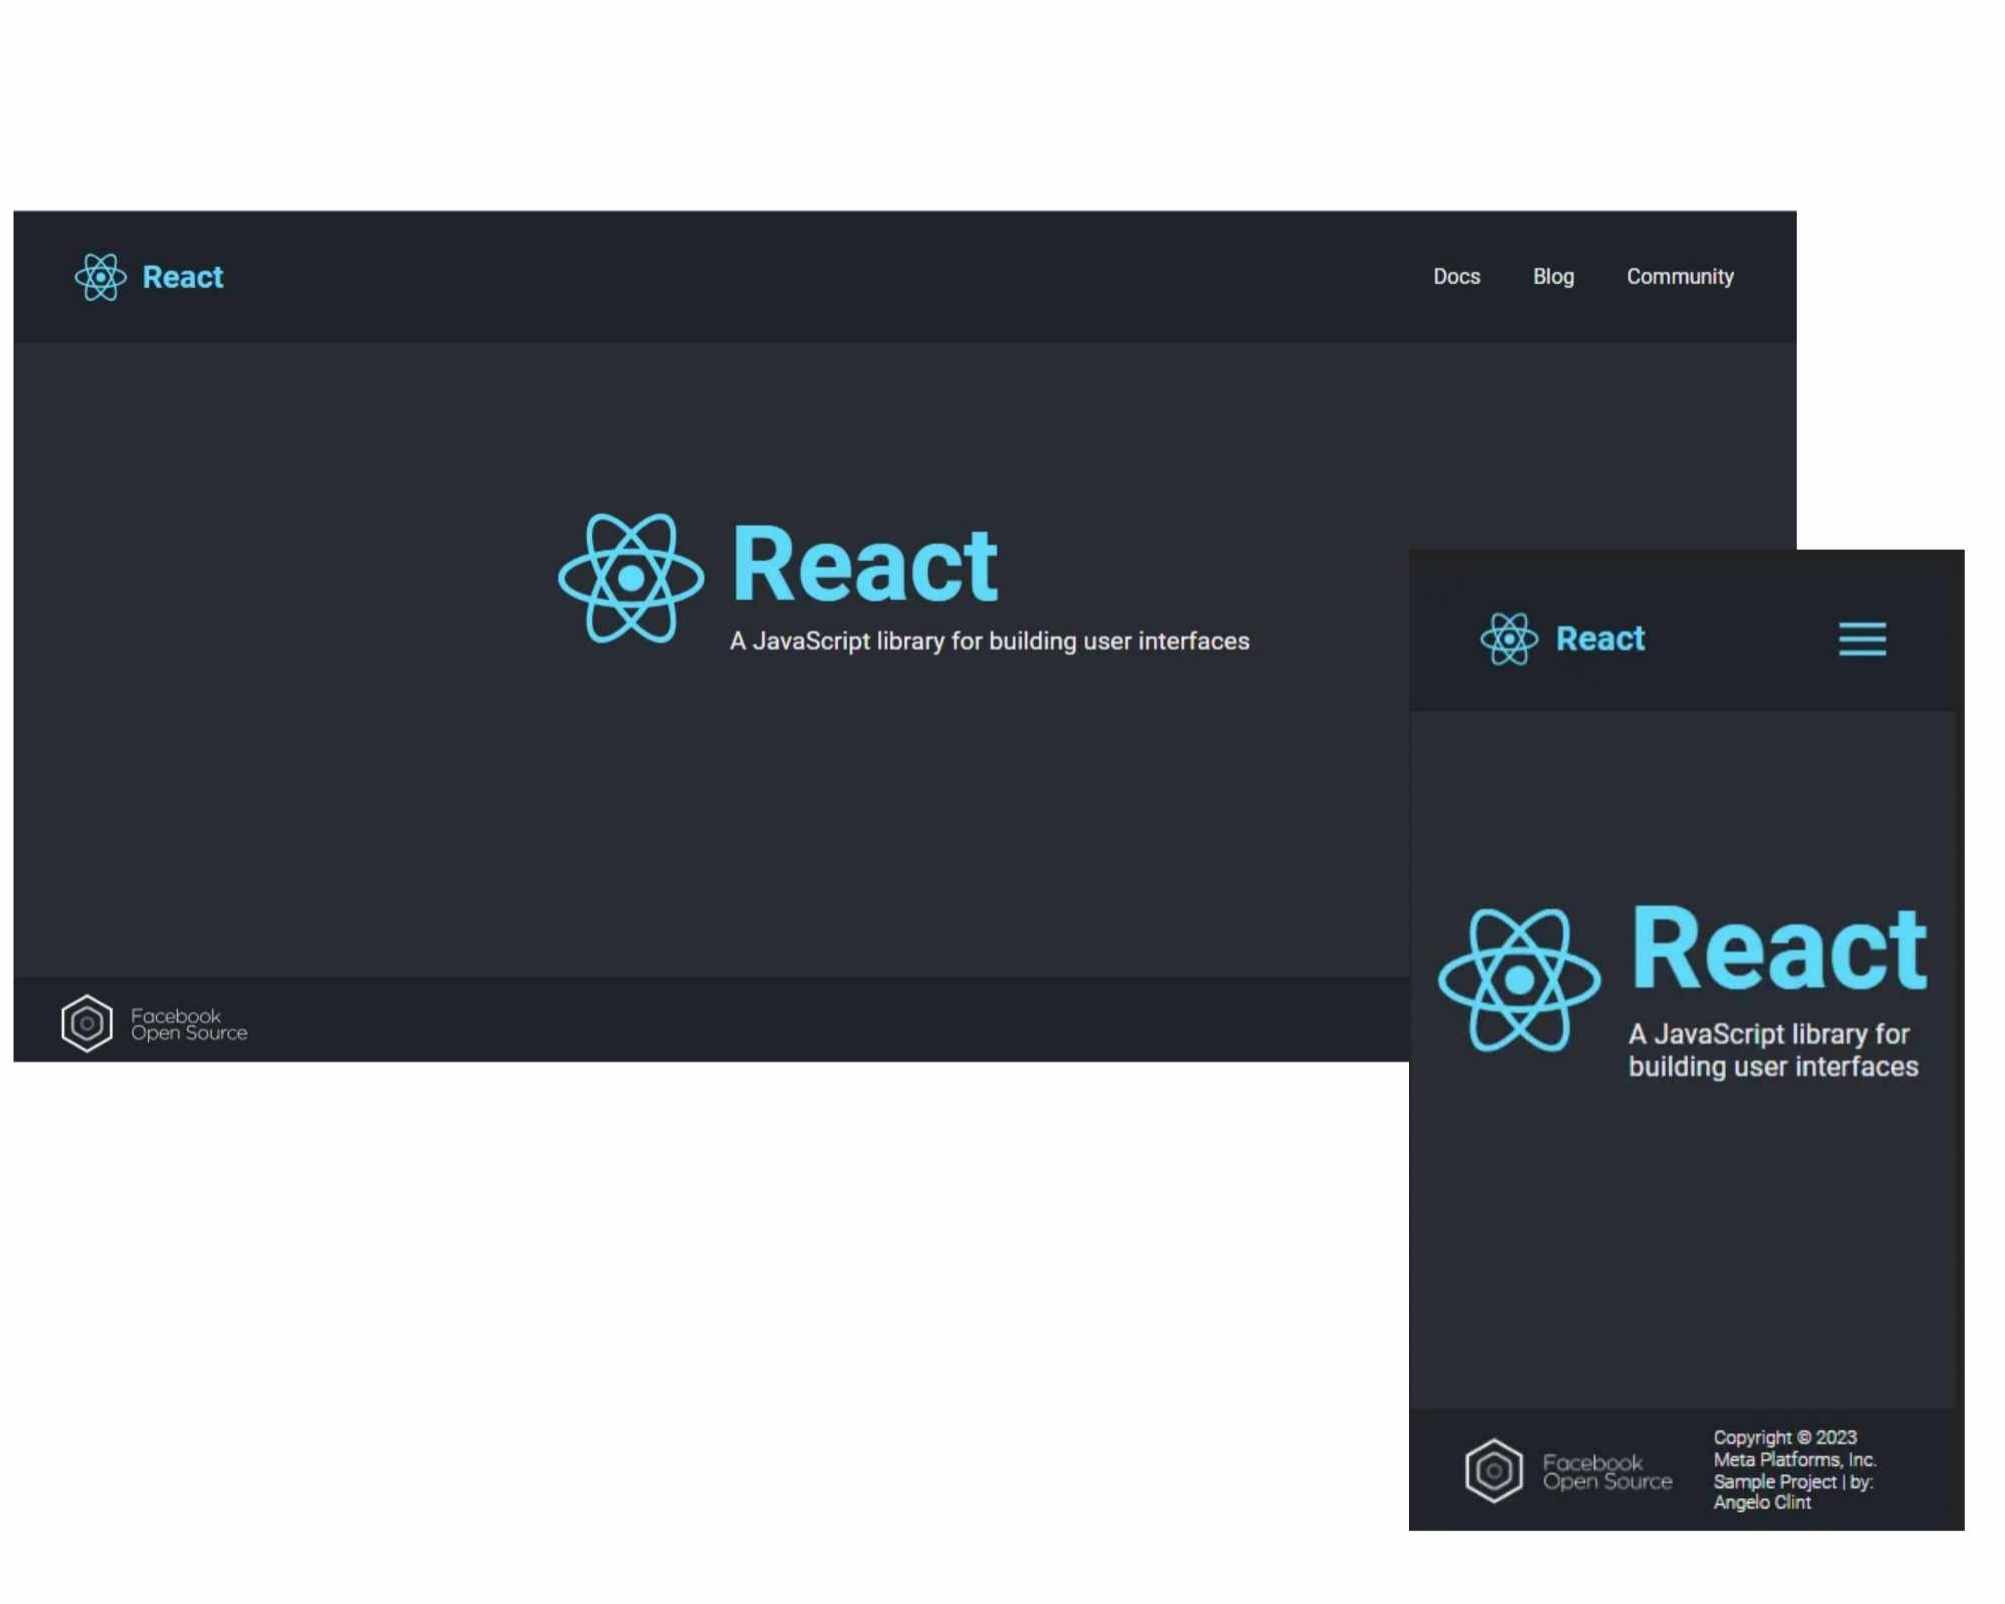 React
Docs
Blog
Community
React
A JavaScript library for building user interfaces
Facebook
Open Source
React
React
A JavaScript library for
building user interfaces
Facebook
Open Source
Copyright © 2023
Meta Platforms, Inc.
Sample Project | by:
Angelo Clint